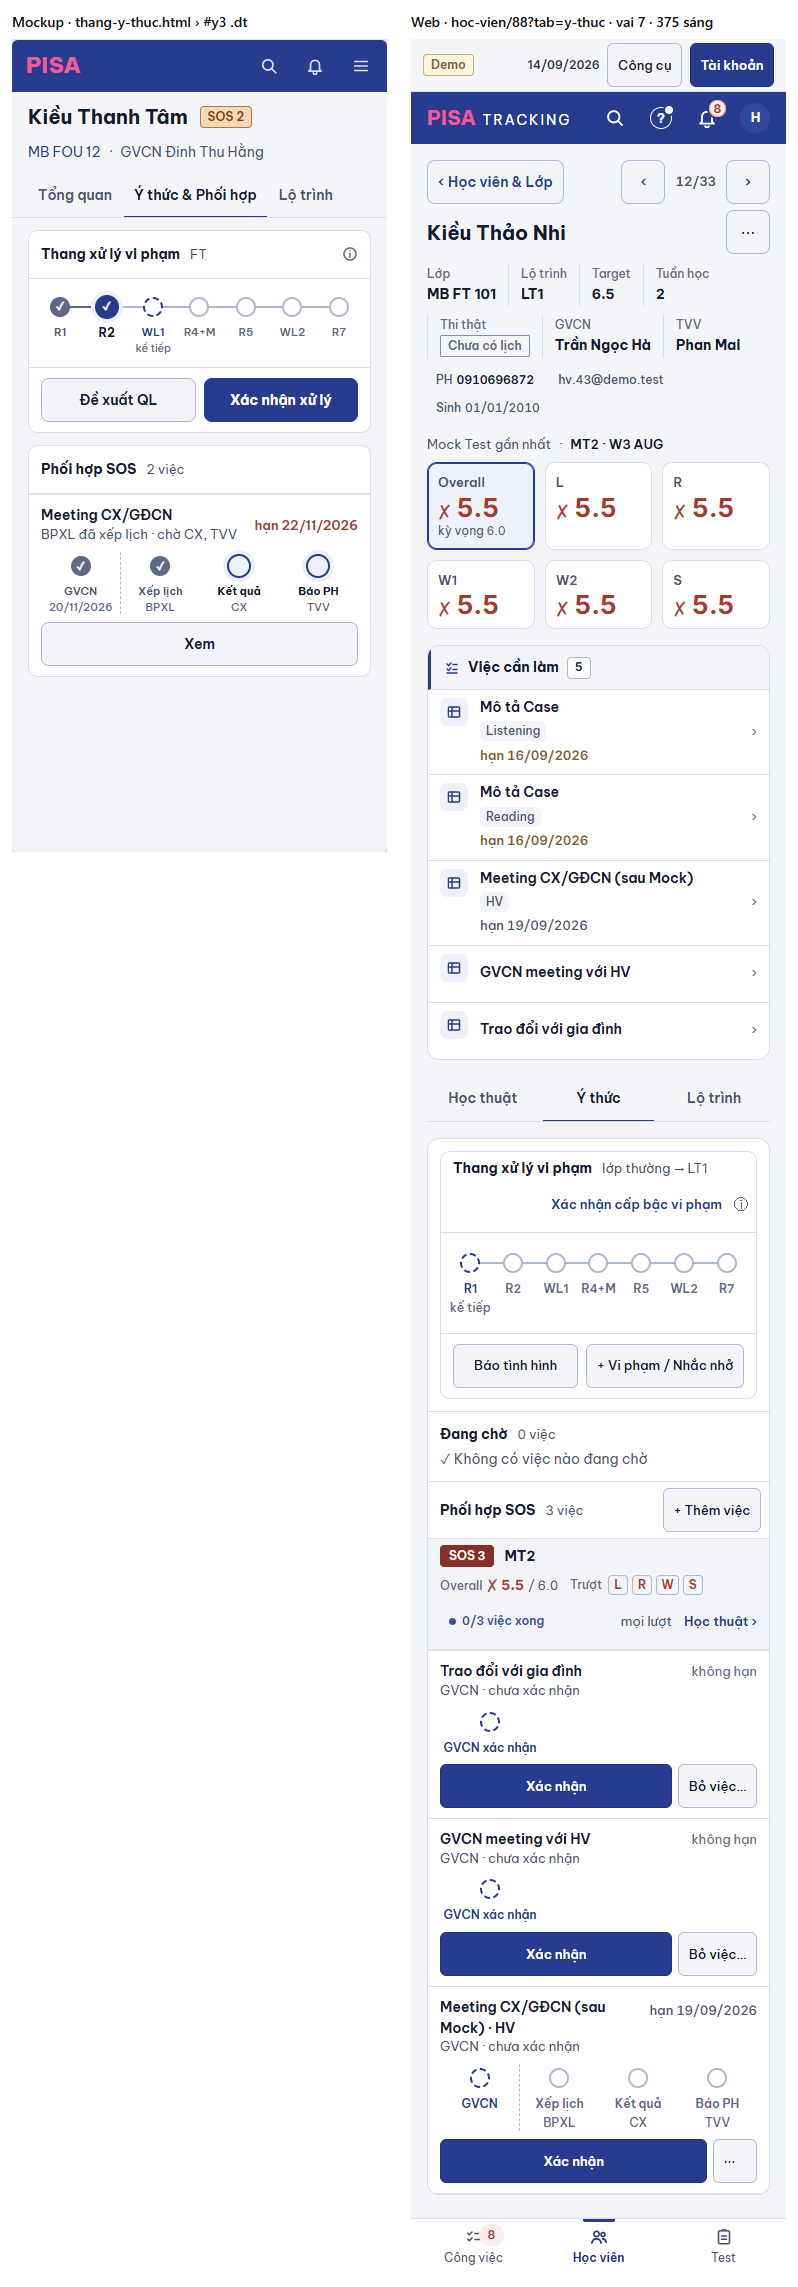 Mockup · thang-y-thuc.html › #y3 .dt
PISA
Kiều Thanh Tâm SOS 2
MB FOU 12 · GVCN Đinh Thu Hằng
Tổng quan Ý thức & Phối hợp Lộ trình
Thang xử lý vi phạm FT
R1 R2 WL1 R4+M R5 WL2 R7
kế tiếp
Đề xuất QL Xác nhận xử lý
Phối hợp SOS 2 việc
Meeting CX/GĐCN
hạn 22/11/2026
BPXL đã xếp lịch · chờ CX, TVV
GVCN Xếp lịch Kết quả Báo PH
20/11/2026 BPXL CX TVV
Xem
Web · hoc-vien/88?tab=y-thuc · vai 7 · 375 sáng
Demo 14/09/2026 Công cụ Tài khoản
PISA TRACKING ? 8 H
‹ Học viên & Lớp ‹ 12/33 ›
Kiều Thảo Nhi ...
Lớp Lộ trình Target Tuần học
MB FT 101 LT1 6.5 2
Thi thật GVCN TVV
Chưa có lịch Trần Ngọc Hà Phan Mai
PH 0910696872 hv.43@demo.test
Sinh 01/01/2010
Mock Test gần nhất · MT2 · W3 AUG
Overall L R
✗ 5.5 ✗ 5.5 ✗ 5.5
kỳ vọng 6.0
W1 W2 S
✗ 5.5 ✗ 5.5 ✗ 5.5
Việc cần làm 5
Mô tả Case
Listening ›
hạn 16/09/2026
Mô tả Case
Reading ›
hạn 16/09/2026
Meeting CX/GĐCN (sau Mock)
HV ›
hạn 19/09/2026
GVCN meeting với HV ›
Trao đổi với gia đình ›
Học thuật Ý thức Lộ trình
Thang xử lý vi phạm lớp thường → LT1
Xác nhận cấp bậc vi phạm
R1 R2 WL1 R4+M R5 WL2 R7
kế tiếp
Báo tình hình + Vi phạm / Nhắc nhở
Đang chờ 0 việc
✓ Không có việc nào đang chờ
Phối hợp SOS 3 việc + Thêm việc
SOS 3 MT2
Overall ✗ 5.5 / 6.0 Trượt L R W S
● 0/3 việc xong mọi lượt Học thuật ›
Trao đổi với gia đình không hạn
GVCN · chưa xác nhận
GVCN xác nhận
Xác nhận Bỏ việc...
GVCN meeting với HV không hạn
GVCN · chưa xác nhận
GVCN xác nhận
Xác nhận Bỏ việc...
Meeting CX/GĐCN (sau hạn 19/09/2026
Mock) · HV
GVCN · chưa xác nhận
GVCN Xếp lịch Kết quả Báo PH
BPXL CX TVV
Xác nhận ...
8
Công việc Học viên Test